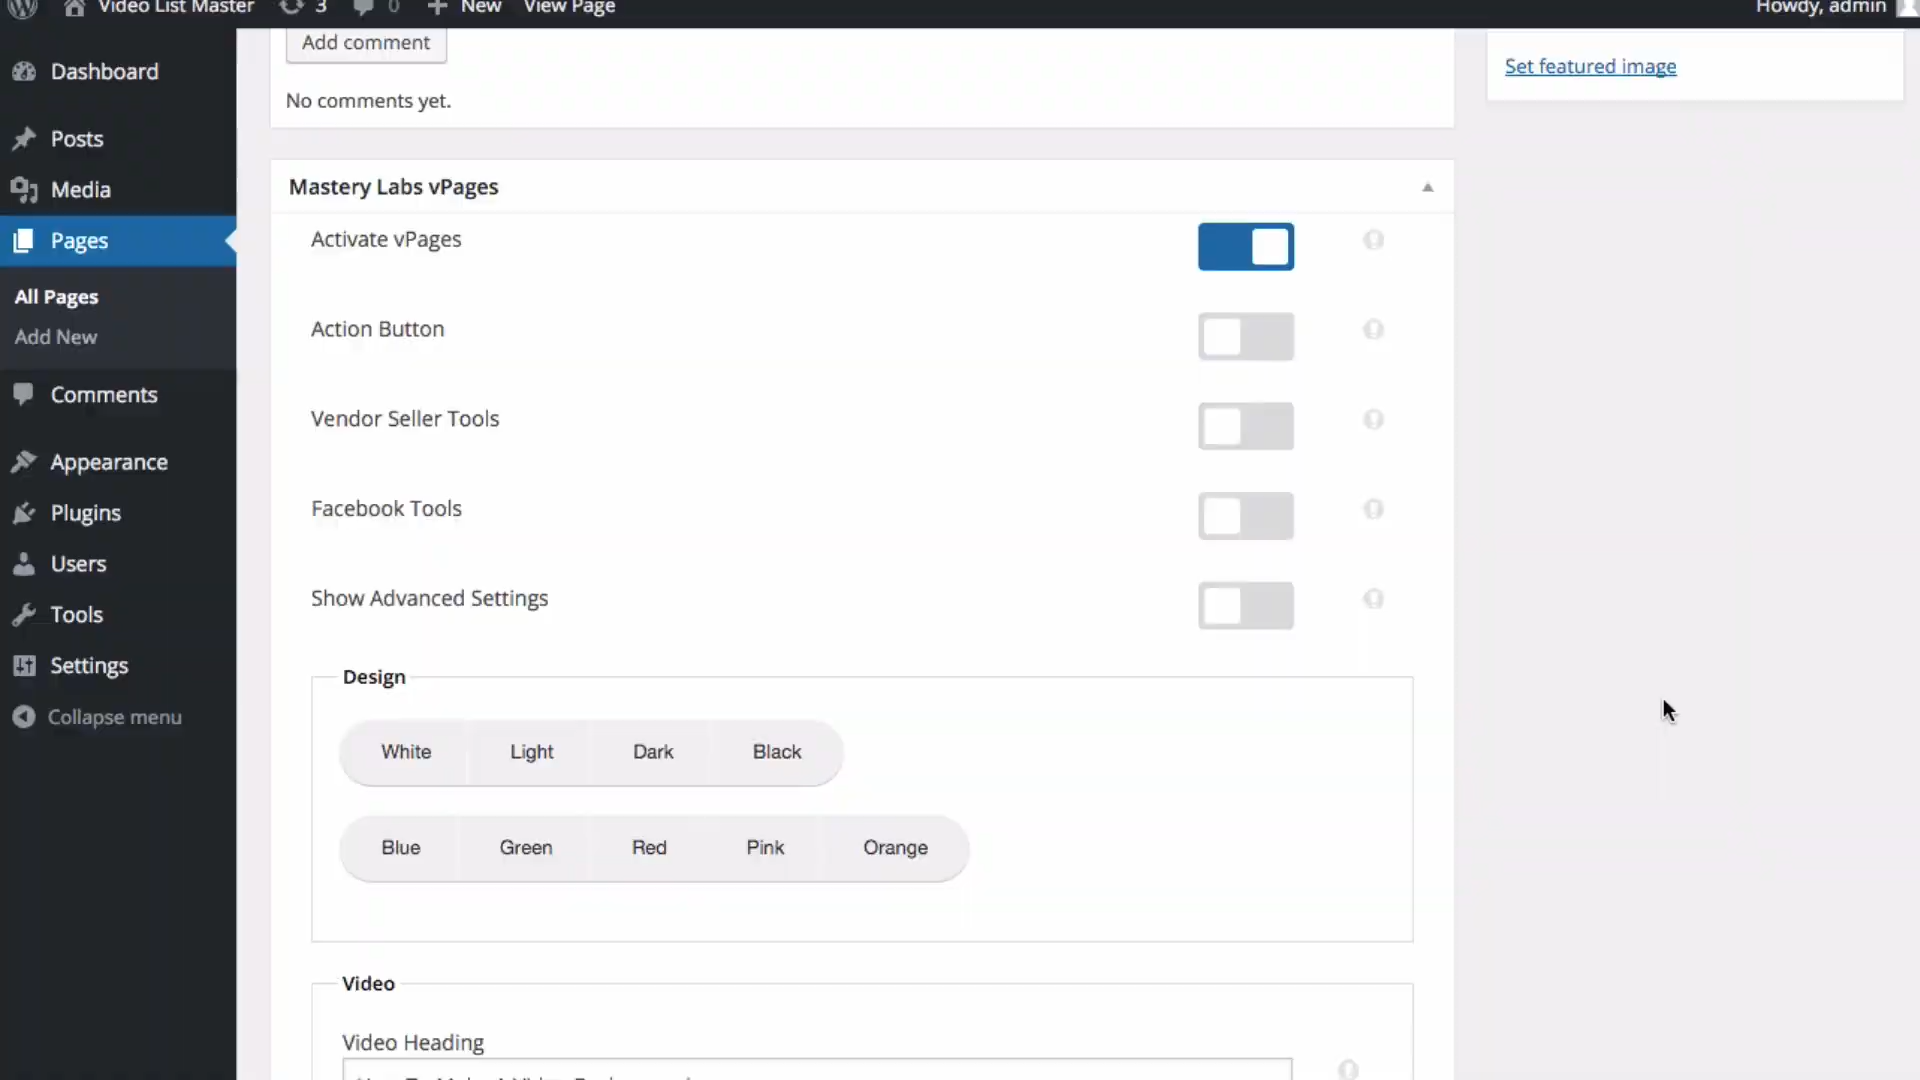 Video List Master 3 0 New View Page Howdy, admin
Dashboard
Posts
Media
Pages
All Pages
Add New
Comments
Appearance
Plugins
Users
Tools
Settings
Collapse menu
Add comment
No comments yet.
Set featured image
Mastery Labs vPages
Activate vPages
Action Button
Vendor Seller Tools
Facebook Tools
Show Advanced Settings
Design
White Light Dark Black
Blue Green Red Pink Orange
Video
Video Heading